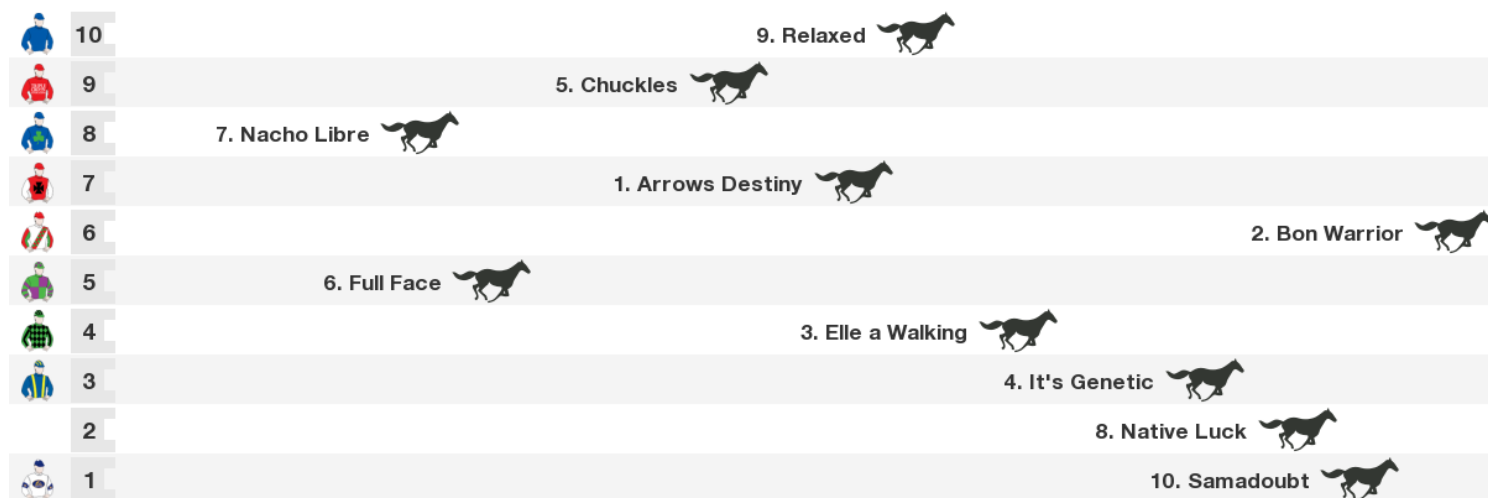 10 9. Relaxed
9 5. Chuckles
8 7. Nacho Libre
7 1. Arrows Destiny
6 2. Bon Warrior
5 6. Full Face
4 3. Elle a Walking
3 4. It's Genetic
2 8. Native Luck
1 10. Samadoubt